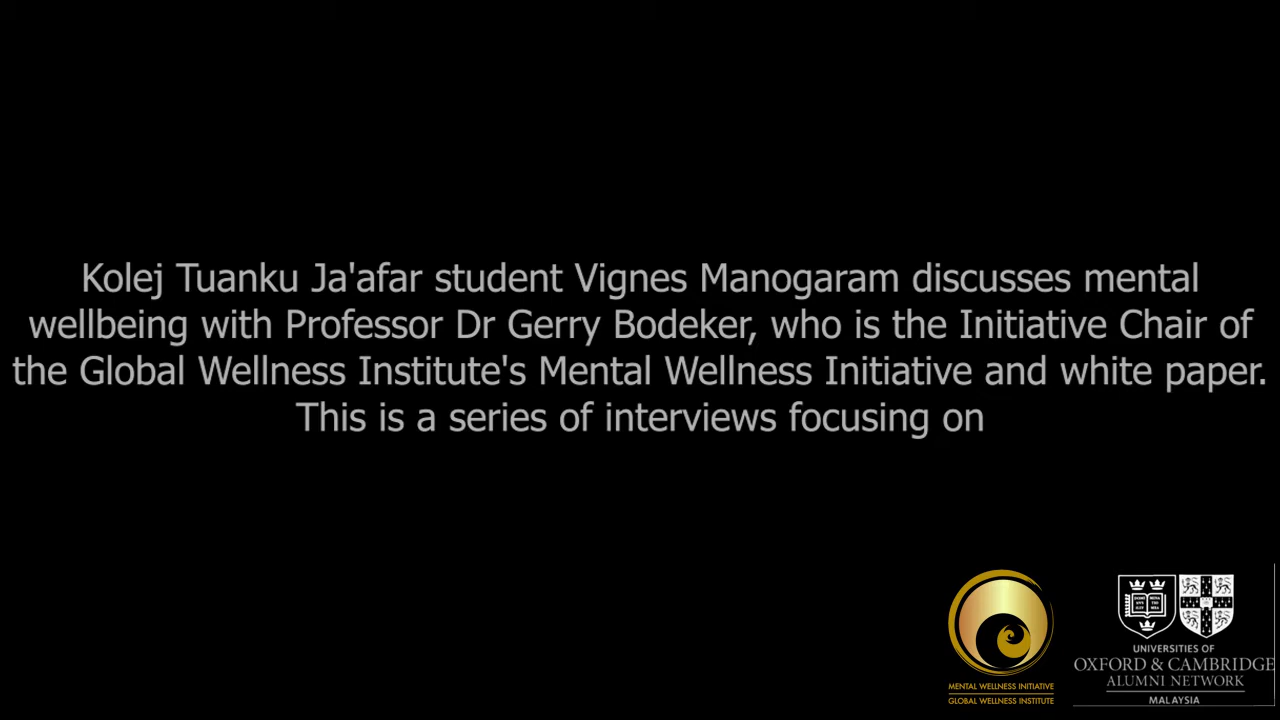 Kolej Tuanku Ja'afar student Vignes Manogaram discusses mental
wellbeing with Professor Dr Gerry Bodeker, who is the Initiative Chair of
the Global Wellness Institute's Mental Wellness Initiative and white paper.
This is a series of interviews focusing on
MENTAL WELLNESS INITIATIVE
GLOBAL WELLNESS INSTITUTE
UNIVERSITIES OF
OXFORD & CAMBRIDGE
ALUMNI NETWORK
MALAYSIA